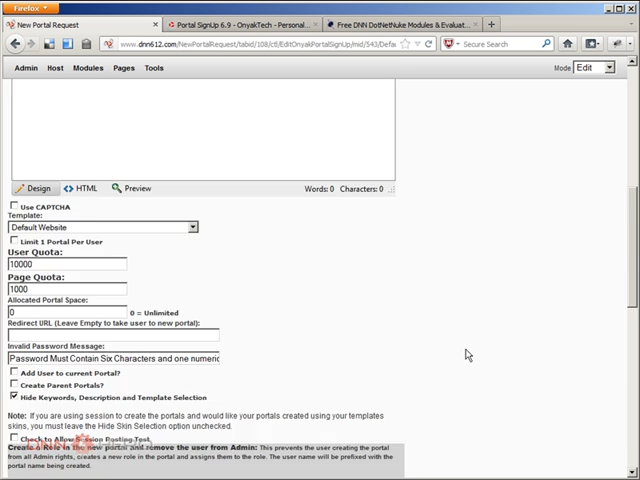 Firefox
New Portal Request
Portal SignUp 6.9 - OnyakTech - Personal...
Free DNN DotNetNuke Modules & Evaluat...
www.dnn612.com/NewPortalRequest/tabid/108/ctl/EditOnyakPortalSignUp/mid/543/Defau
Secure Search
Admin Host Modules Pages Tools Mode Edit
Design HTML Preview Words: 0 Characters: 0
Use CAPTCHA
Template:
Default Website
Limit 1 Portal Per User
User Quota:
10000
Page Quota:
1000
Allocated Portal Space:
0 0 = Unlimited
Redirect URL (Leave Empty to take user to new portal):
Invalid Password Message:
Password Must Contain Six Characters and one numeric
Add User to current Portal?
Create Parent Portals?
Hide Keywords, Description and Template Selection
Note: If you are using session to create the portals and would like your portals created using your templates
skins, you must leave the Hide Skin Selection option unchecked.
Check to Allow Session Posting Test
Create a Role in the new portal and remove the user from Admin: This prevents the user creating the portal
from all Admin rights, creates a new role in the portal and assigns them to the role. The user name will be prefixed with the
portal name being created.